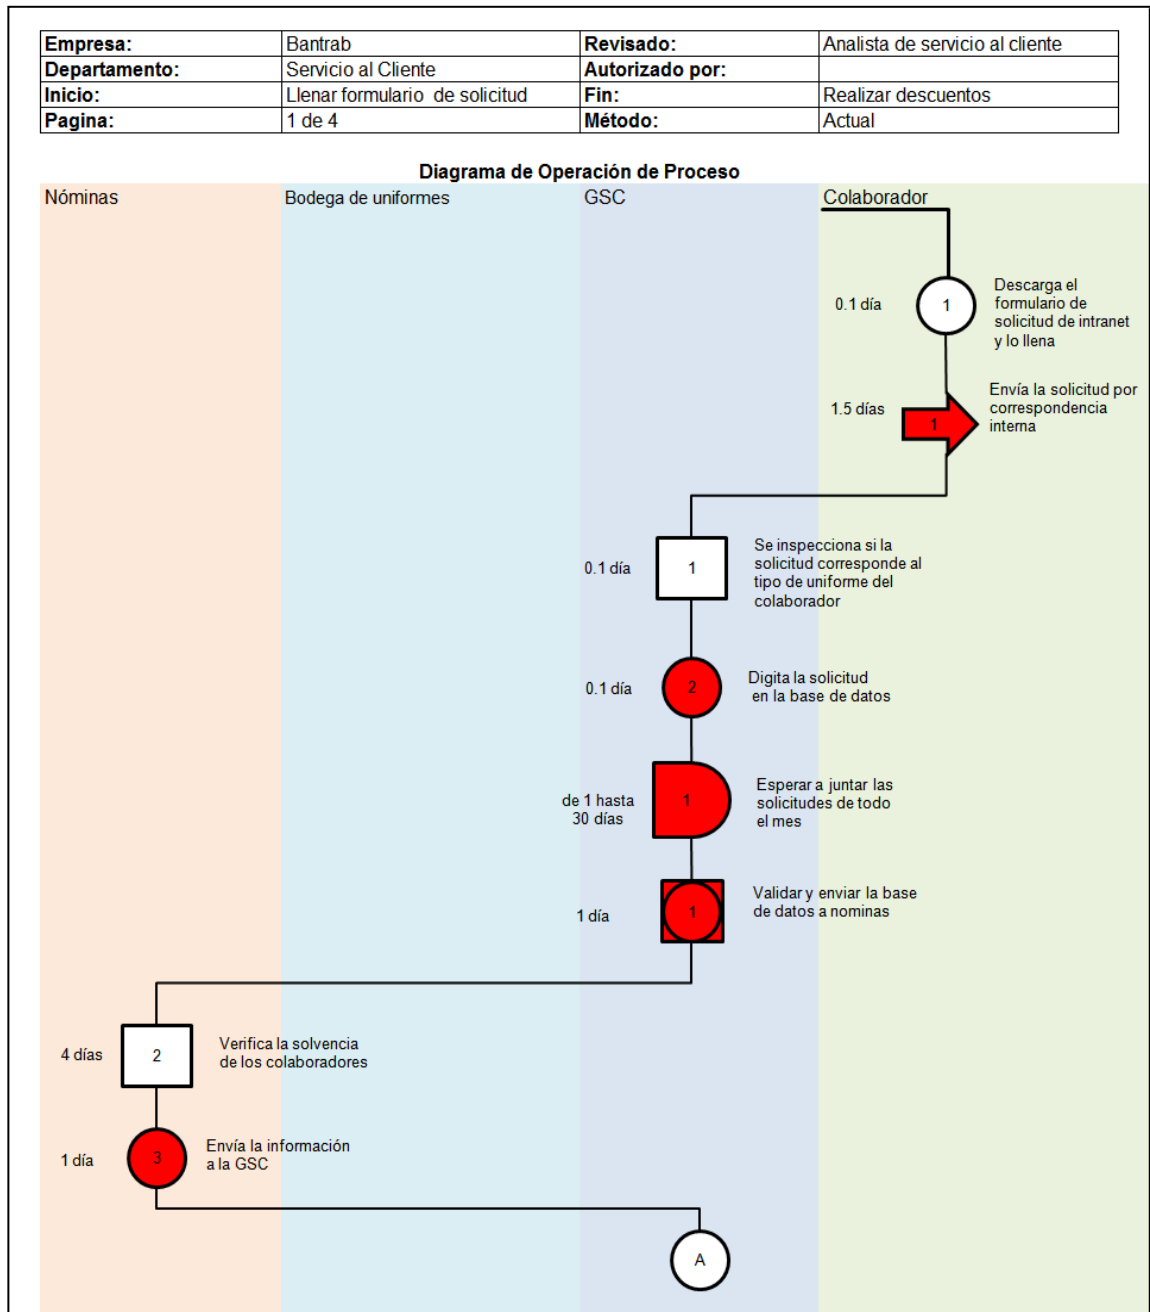 Empresa: Bantrab Revisado: Analista de servicio al cliente
Departamento: Servicio al Cliente Autorizado por:
Inicio: Llenar formulario de solicitud Fin: Realizar descuentos
Pagina: 1 de 4 Método: Actual
Diagrama de Operación de Proceso
Nóminas Bodega de uniformes GSC Colaborador
0.1 día
1
Descarga el
formulario de
solicitud de intranet
y lo llena
1.5 días
1
Envía la solicitud por
correspondencia
interna
0.1 día
1
Se inspecciona si la
solicitud corresponde al
tipo de uniforme del
colaborador
0.1 día
2
Digita la solicitud
en la base de datos
de 1 hasta
30 días
1
Esperar a juntar las
solicitudes de todo
el mes
1 día
1
Validar y enviar la base
de datos a nominas
4 días
2
Verifica la solvencia
de los colaboradores
1 día
3
Envía la información
a la GSC
A